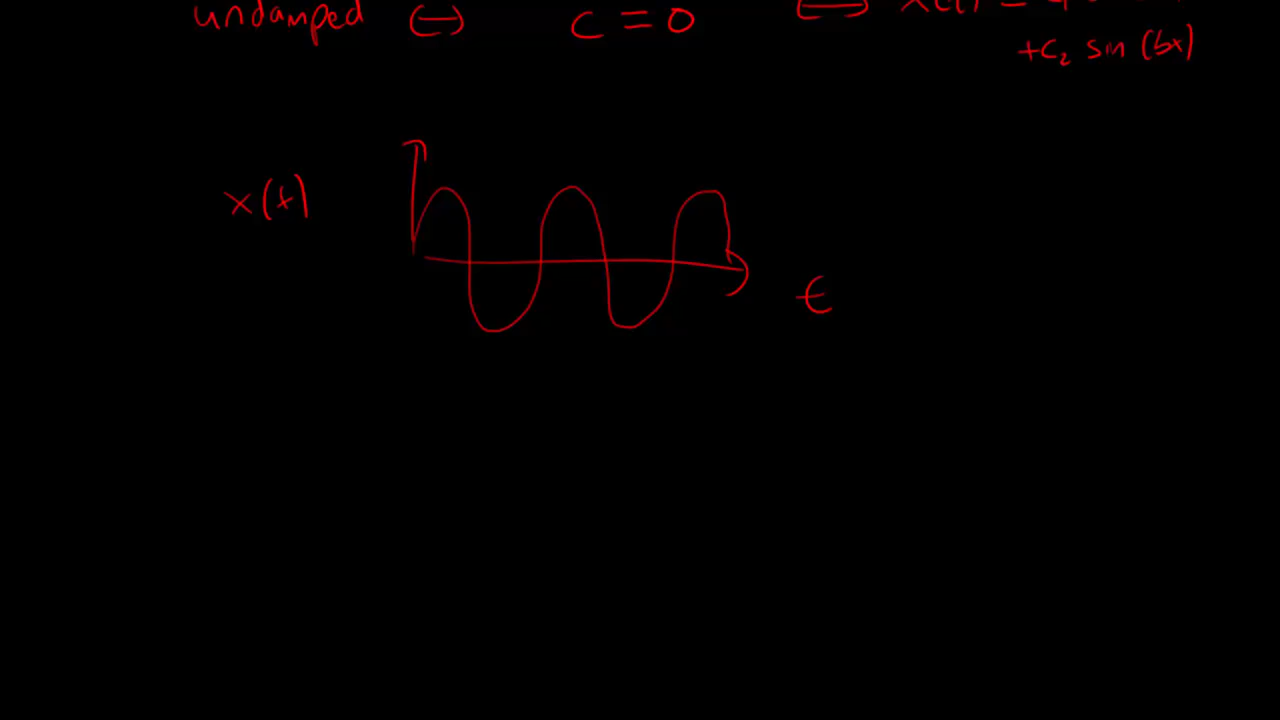 undamped ⟷ c = 0 ⟷ x(t) =
+c₂ sin (bx)
x(t)
t